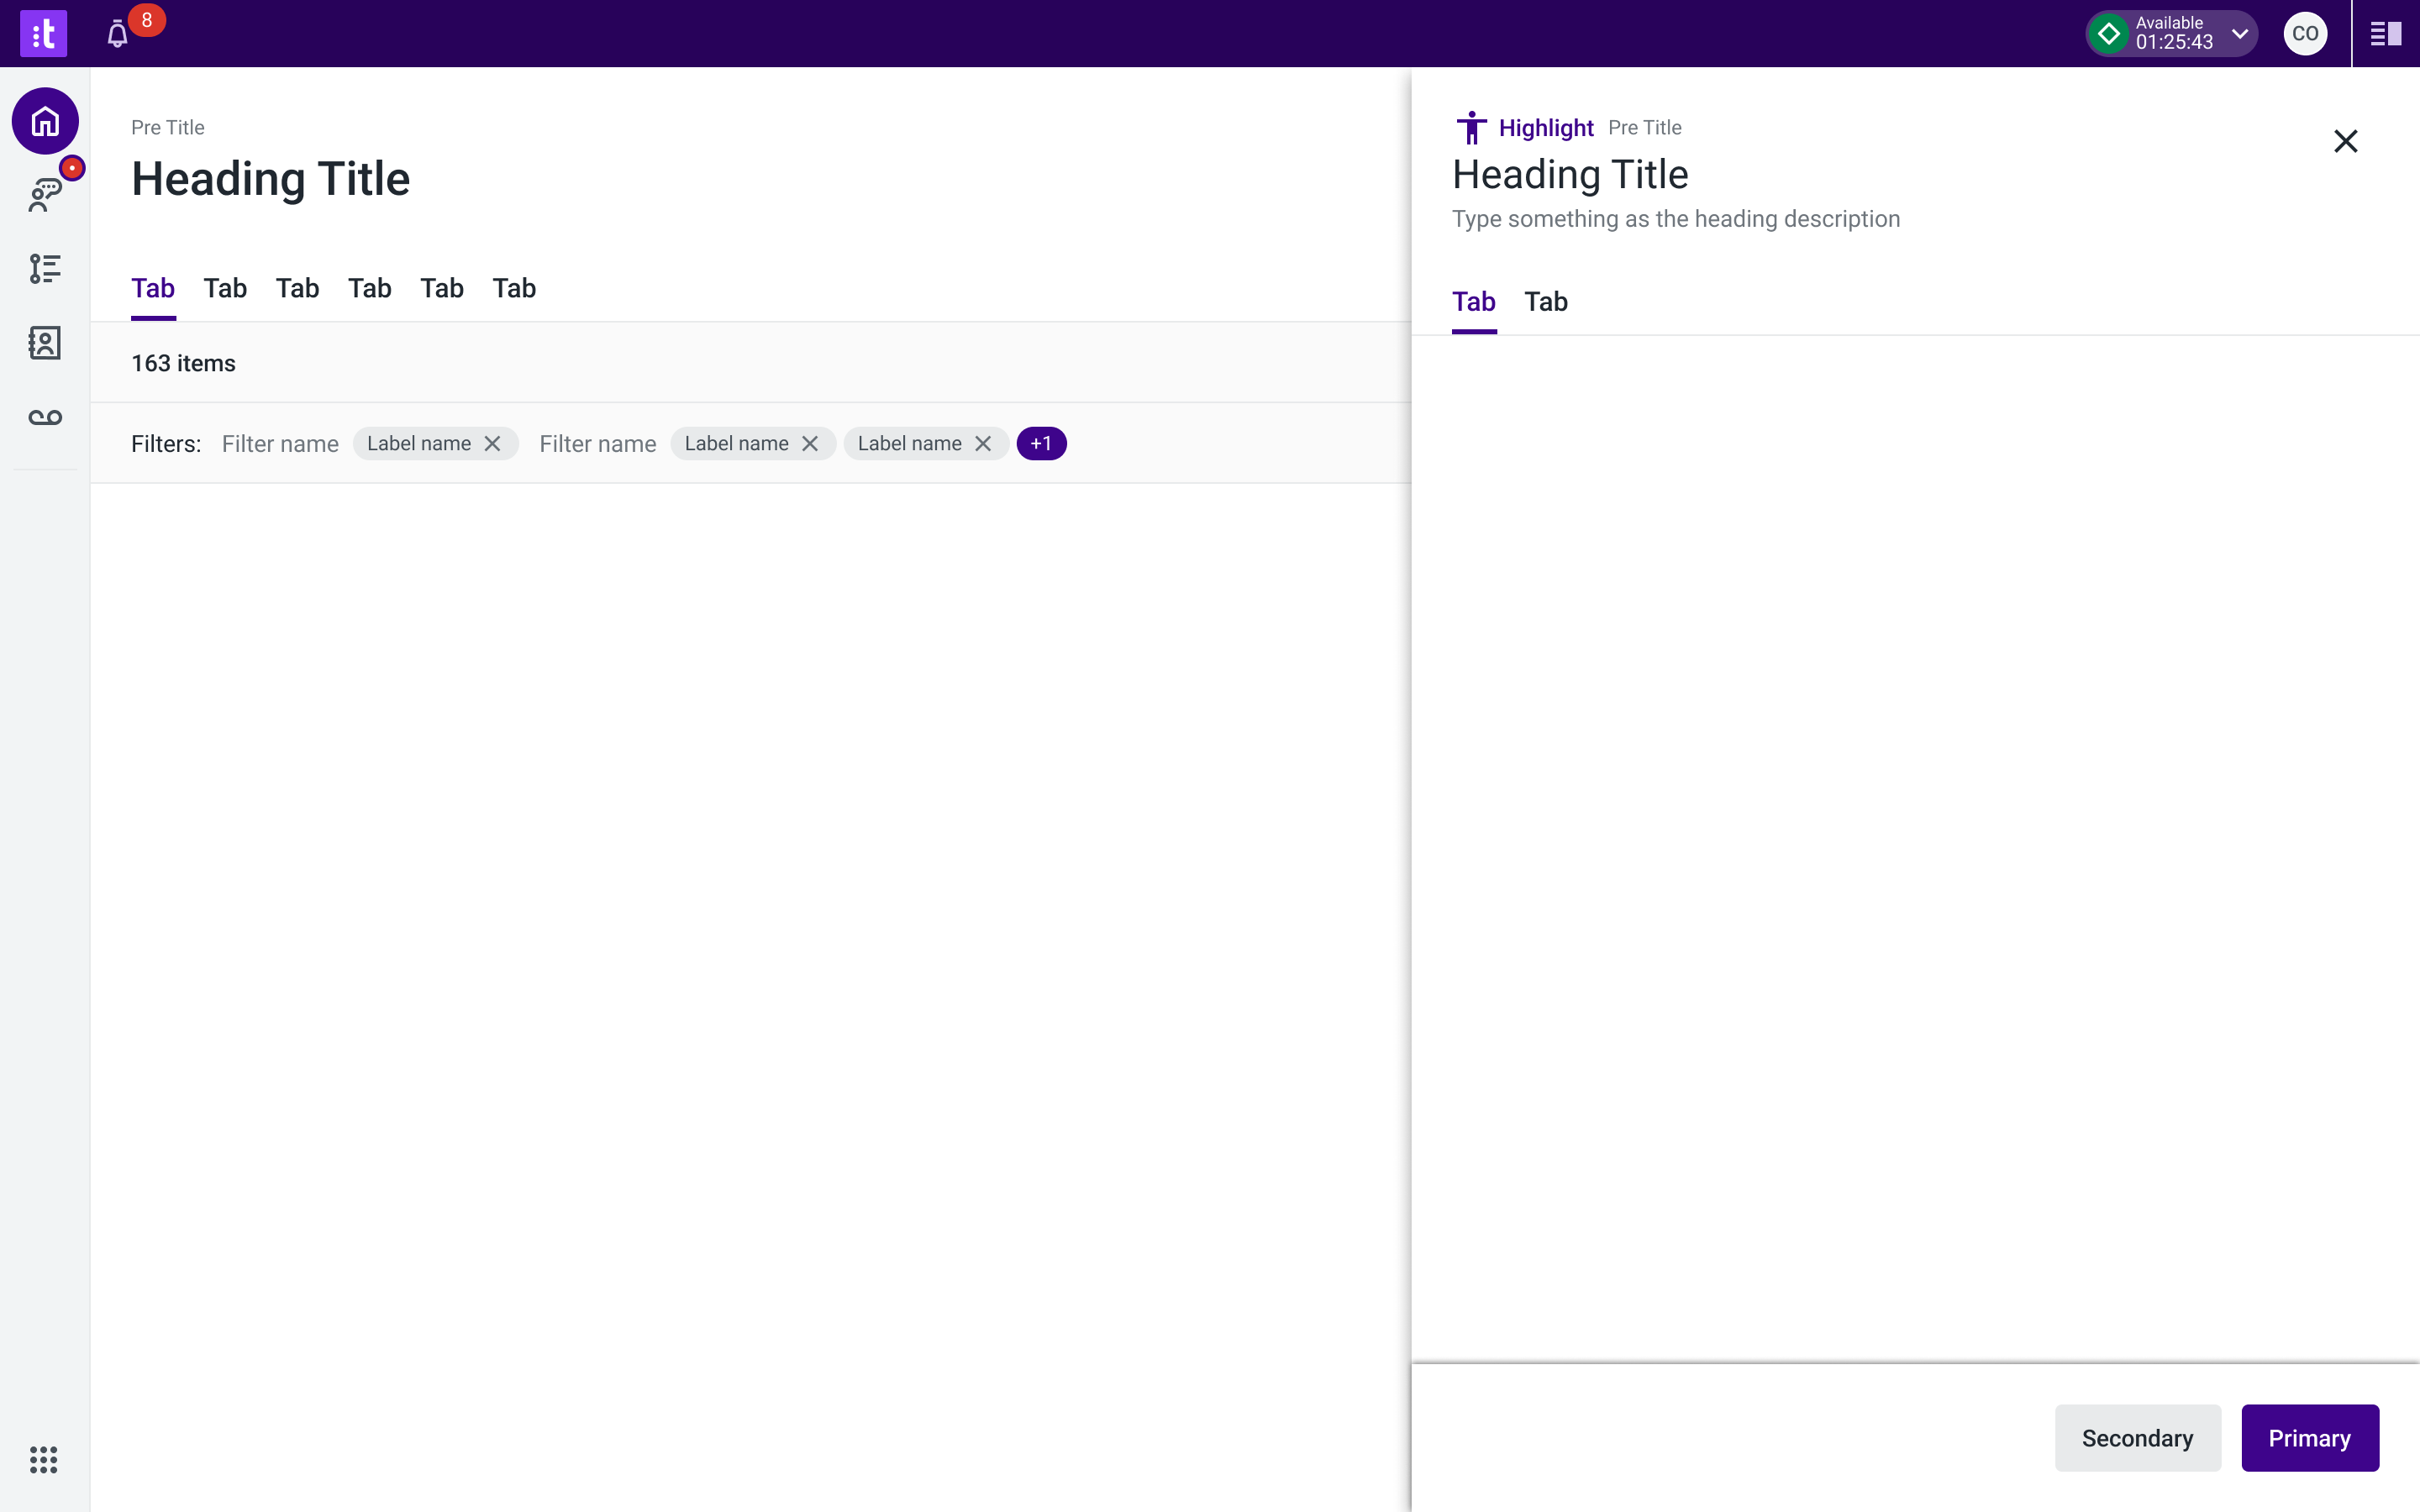 :t
8
Available
01:25:43
CO
Pre Title
Heading Title
Tab Tab Tab Tab Tab Tab
163 items
Filters: Filter name Label name Filter name Label name Label name +1
Highlight Pre Title
Heading Title
Type something as the heading description
Tab Tab
Secondary Primary